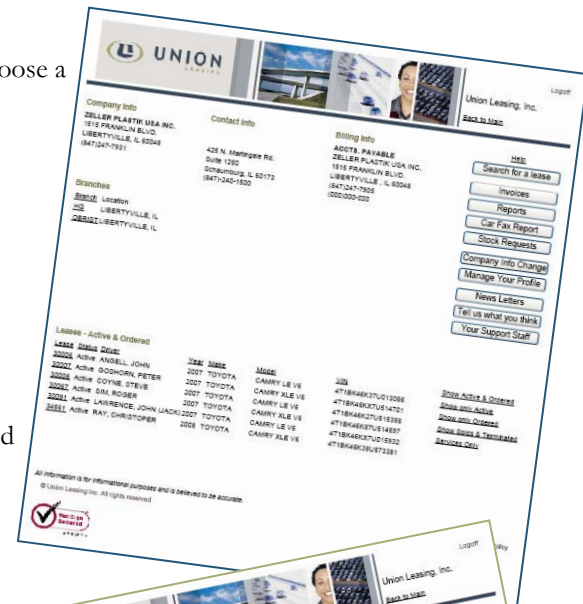 oose a
UNION
LEASING
Logoff
Union Leasing, Inc.
Back to Main
Company Info
ZELLER PLASTIK USA INC.
1515 FRANKLIN BLVD.
LIBERTYVILLE, IL 60048
(847)247-7931
Contact Info
425 N. Martingale Rd.
Suite 1280
Schaumburg, IL 60173
(847)-240-1500
Billing Info
ACCTS. PAYABLE
ZELLER PLASTIK USA INC.
1515 FRANKLIN BLVD.
LIBERTYVILLE , IL 60048
(847)247-7905
(000)000-000
Help
Search for a lease
Invoices
Reports
Car Fax Report
Stock Requests
Company Info Change
Manage Your Profile
News Letters
Tell us what you think
Your Support Staff
Branches
Branch Location
HQ LIBERTYVILLE, IL
LIBERTYVILLE, IL
Leases - Active & Ordered
Lease Status Driver Year Make Model VIN
30006 Active ANGELL, JOHN 2007 TOYOTA CAMRY LE V6
30007 Active GOSHORN, PETER 2007 TOYOTA CAMRY XLE V6
Active COYNE, STEVE 2007 TOYOTA CAMRY LE V6
Active SIM, ROGER 2007 TOYOTA CAMRY XLE V6
30091 Active LAWRENCE, JOHN (JACK) 2007 TOYOTA CAMRY LE V6
34551 Active RAY, CHRISTOPER 2008 TOYOTA CAMRY XLE V6
Show Active & Ordered
Show only Active
Show only Ordered
Show Solds & Terminated
Services Only
d
All information is for informational purposes and is believed to be accurate.
© Union Leasing Inc. All rights reserved
VeriSign
Secured
Logoff
Union Leasing, Inc.
Back to Main